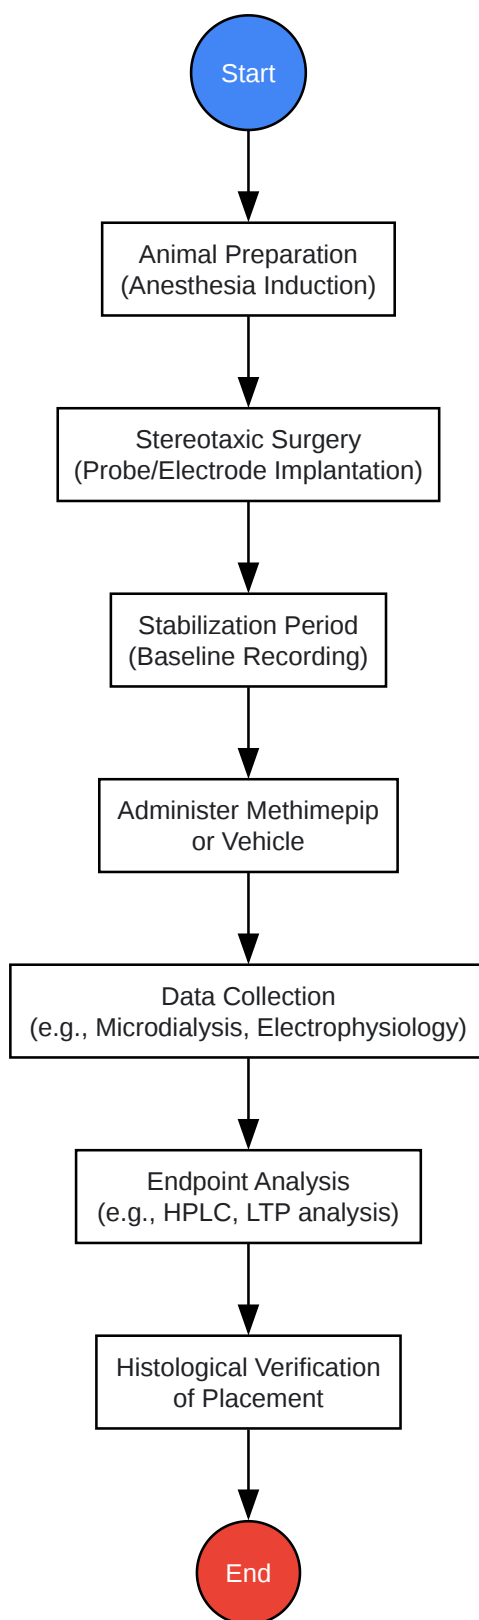 Start
Animal Preparation
(Anesthesia Induction)
Stereotaxic Surgery
(Probe/Electrode Implantation)
Stabilization Period
(Baseline Recording)
Administer Methimepip
or Vehicle
Data Collection
(e.g., Microdialysis, Electrophysiology)
Endpoint Analysis
(e.g., HPLC, LTP analysis)
Histological Verification
of Placement
End